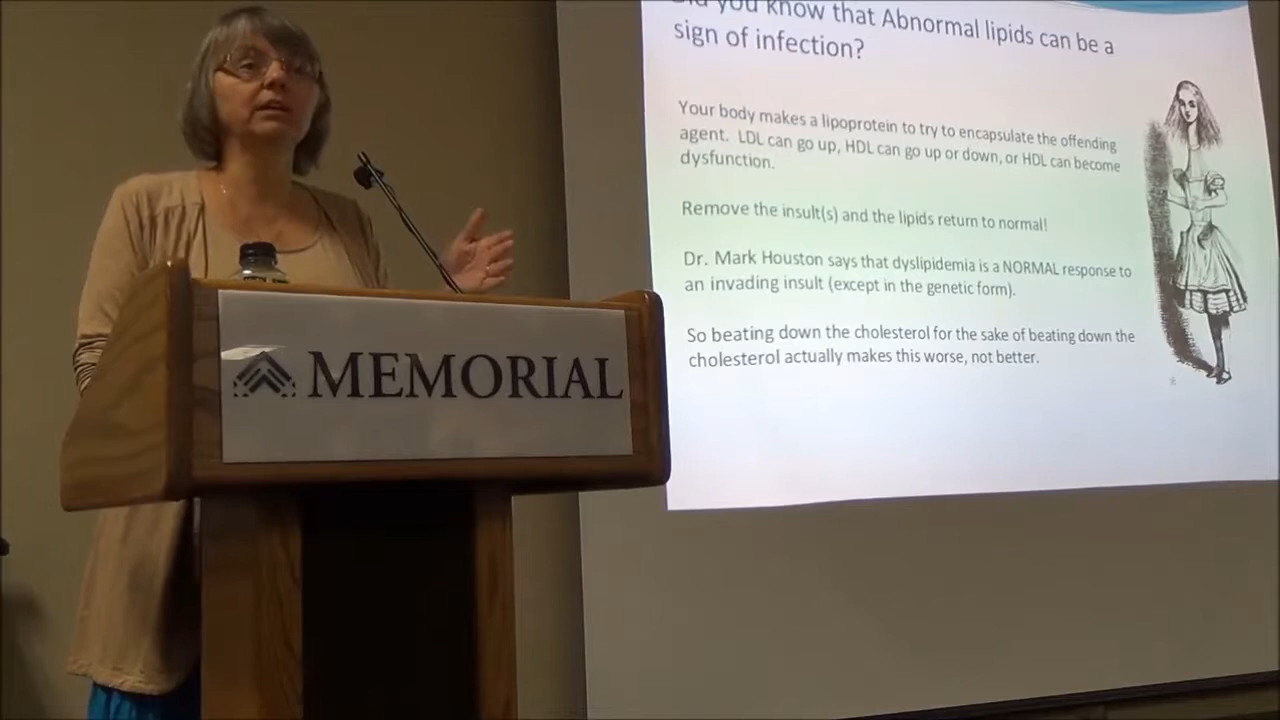 you know that Abnormal lipids can be a
sign of infection?
Your body makes a lipoprotein to try to encapsulate the offending
agent. LDL can go up, HDL can go up or down, or HDL can become
dysfunction.
Remove the insult(s) and the lipids return to normal!
Dr. Mark Houston says that dyslipidemia is a NORMAL response to
an invading insult (except in the genetic form).
So beating down the cholesterol for the sake of beating down the
cholesterol actually makes this worse, not better.
MEMORIAL